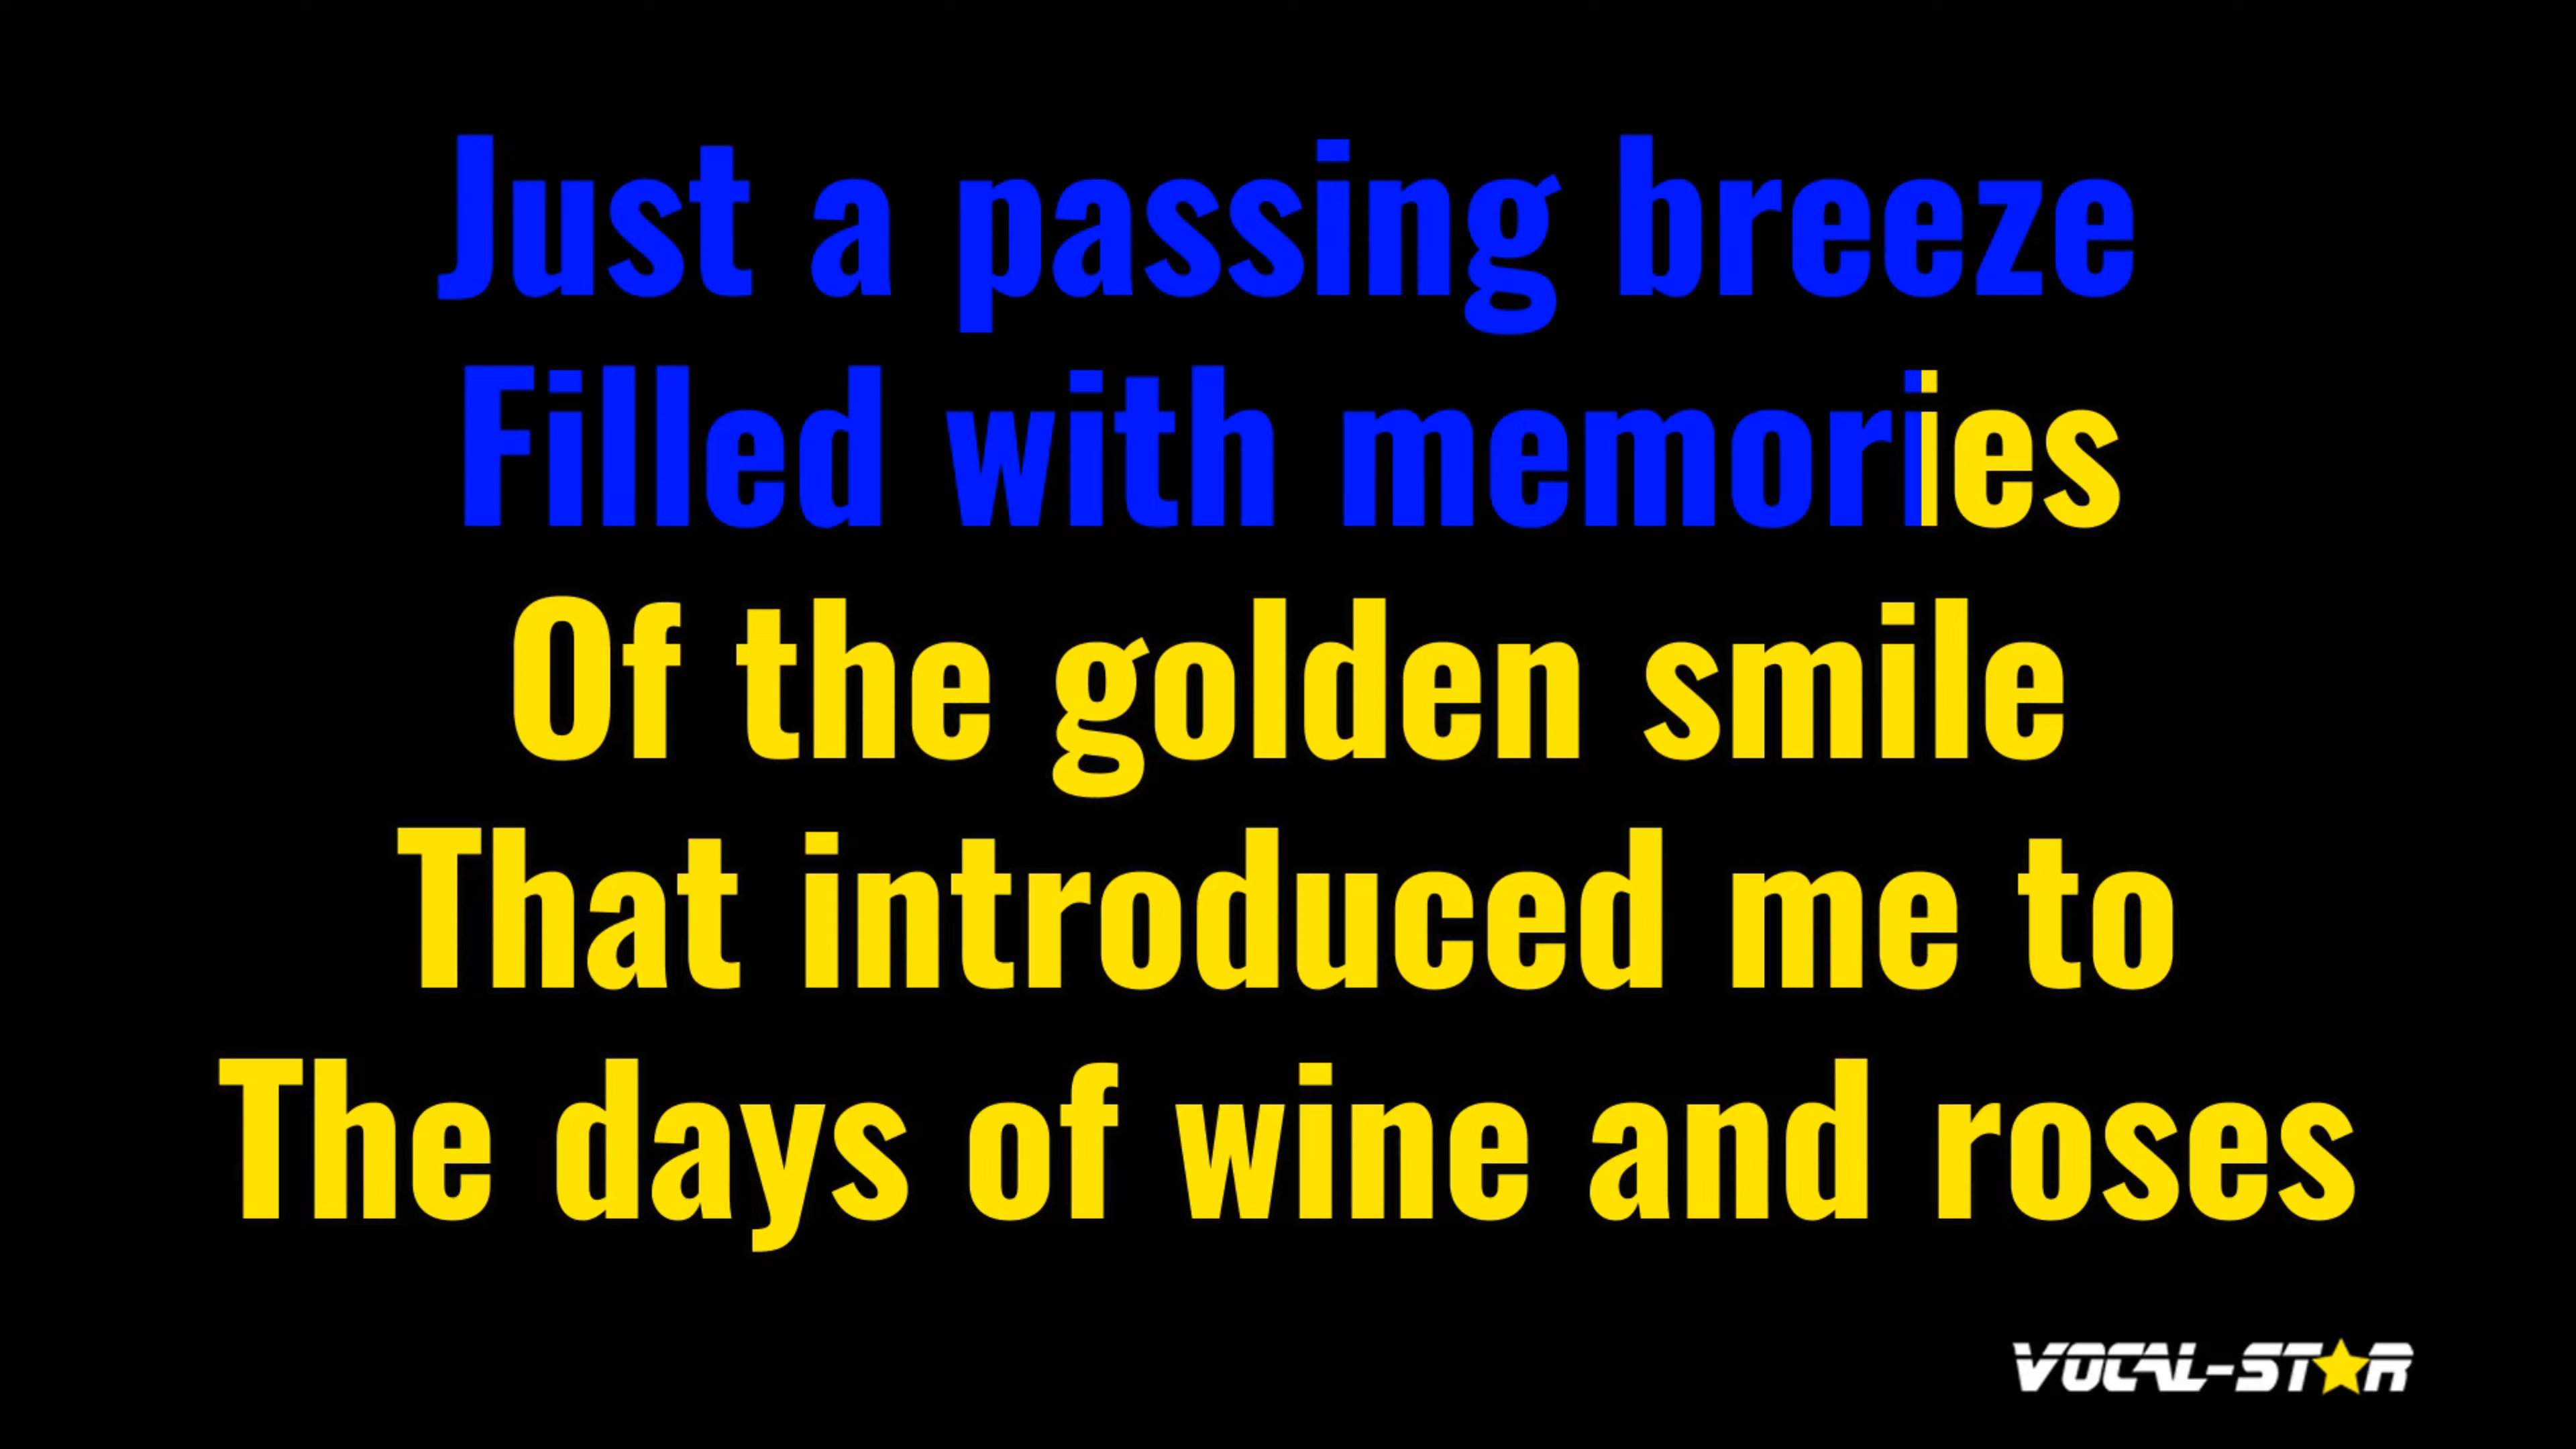 Just a passing breeze
Filled with memories
Of the golden smile
That introduced me to
The days of wine and roses
VOCAL-STAR